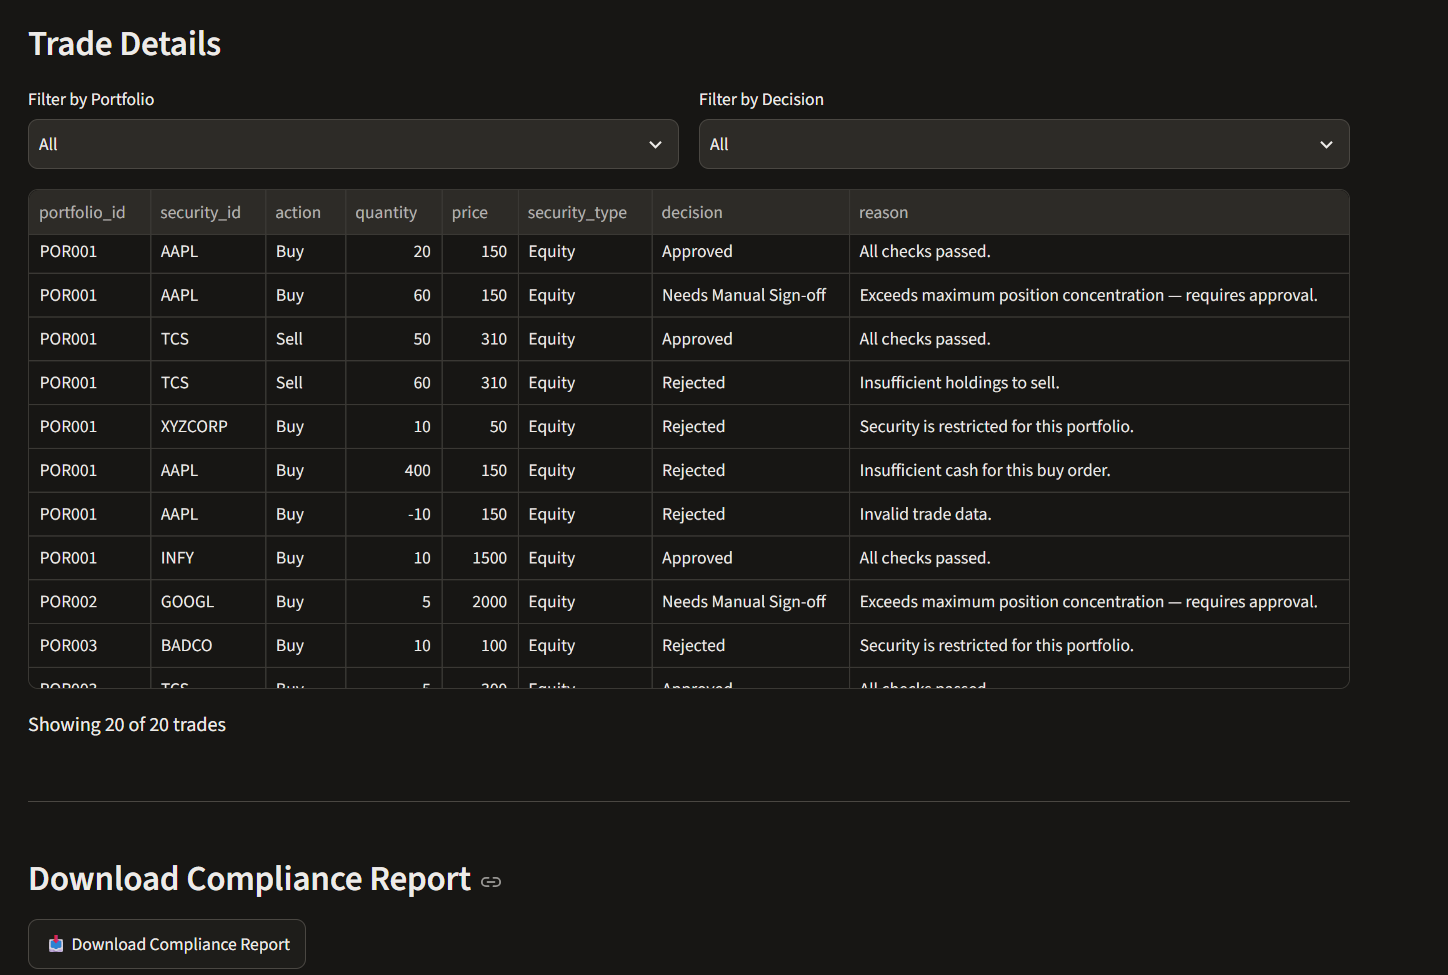 Trade Details
Filter by Portfolio Filter by Decision
All All
portfolio_id security_id action quantity price security_type decision reason
POR001 AAPL Buy 20 150 Equity Approved All checks passed.
POR001 AAPL Buy 60 150 Equity Needs Manual Sign-off Exceeds maximum position concentration — requires approval.
POR001 TCS Sell 50 310 Equity Approved All checks passed.
POR001 TCS Sell 60 310 Equity Rejected Insufficient holdings to sell.
POR001 XYZCORP Buy 10 50 Equity Rejected Security is restricted for this portfolio.
POR001 AAPL Buy 400 150 Equity Rejected Insufficient cash for this buy order.
POR001 AAPL Buy -10 150 Equity Rejected Invalid trade data.
POR001 INFY Buy 10 1500 Equity Approved All checks passed.
POR002 GOOGL Buy 5 2000 Equity Needs Manual Sign-off Exceeds maximum position concentration — requires approval.
POR003 BADCO Buy 10 100 Equity Rejected Security is restricted for this portfolio.
TCS Buy Equity Approved All checks passed.
Showing 20 of 20 trades
Download Compliance Report
Download Compliance Report